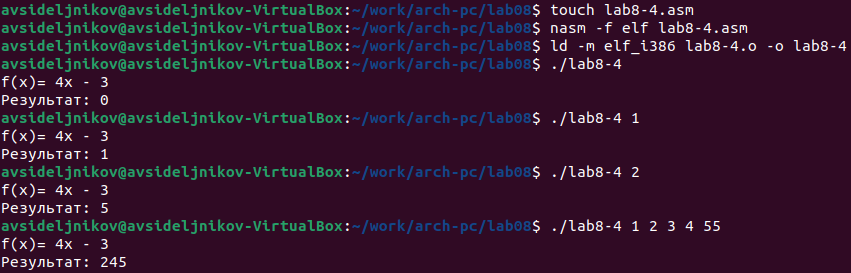 avsideljnikov@avsideljnikov-VirtualBox:~/work/arch-pc/lab08$ touch lab8-4.asm
avsideljnikov@avsideljnikov-VirtualBox:~/work/arch-pc/lab08$ nasm -f elf lab8-4.asm
avsideljnikov@avsideljnikov-VirtualBox:~/work/arch-pc/lab08$ ld -m elf_i386 lab8-4.o -o lab8-4
avsideljnikov@avsideljnikov-VirtualBox:~/work/arch-pc/lab08$ ./lab8-4
f(x)= 4x - 3
Результат: 0
avsideljnikov@avsideljnikov-VirtualBox:~/work/arch-pc/lab08$ ./lab8-4 1
f(x)= 4x - 3
Результат: 1
avsideljnikov@avsideljnikov-VirtualBox:~/work/arch-pc/lab08$ ./lab8-4 2
f(x)= 4x - 3
Результат: 5
avsideljnikov@avsideljnikov-VirtualBox:~/work/arch-pc/lab08$ ./lab8-4 1 2 3 4 55
f(x)= 4x - 3
Результат: 245